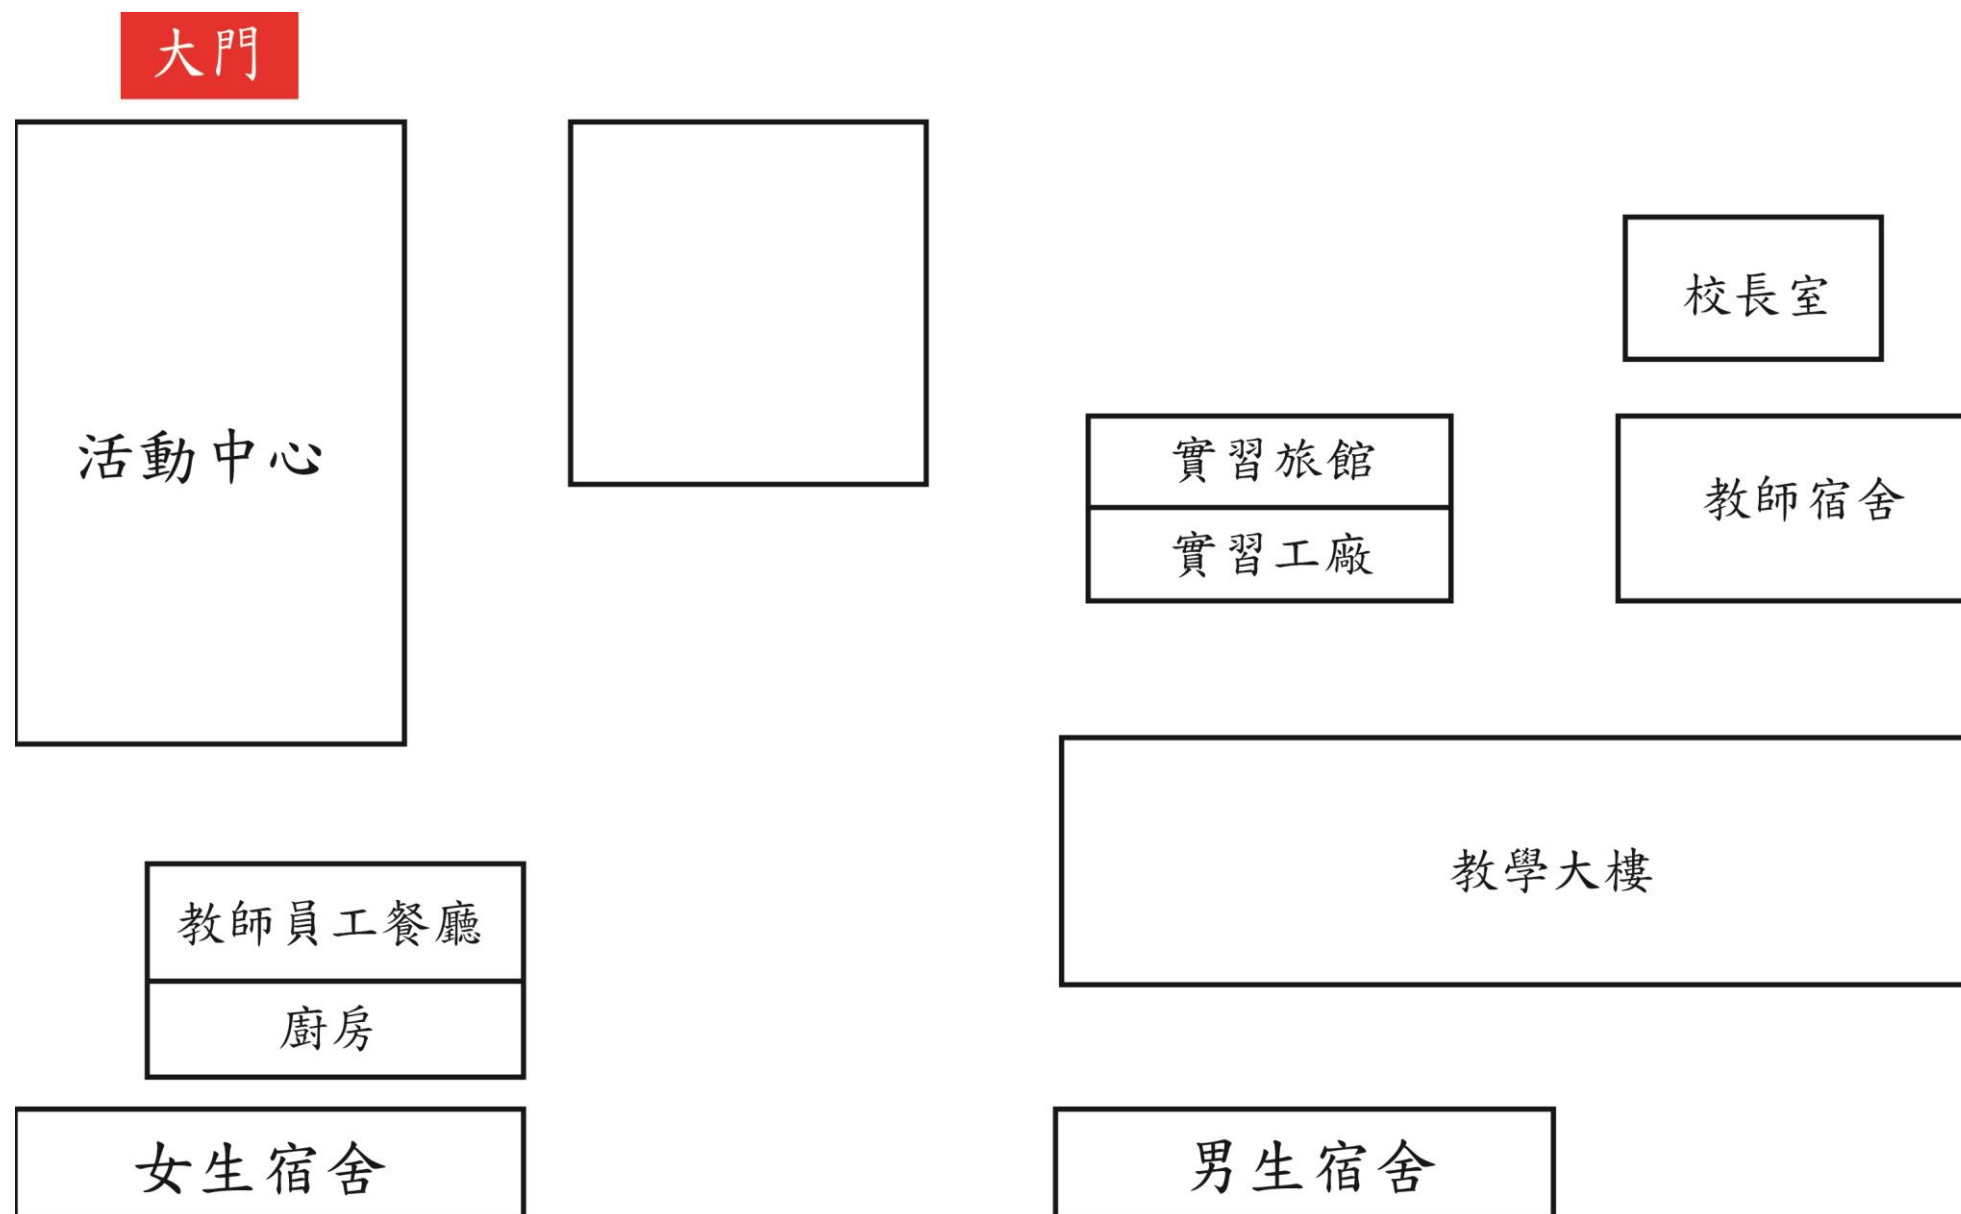 大門
校長室
活動中心
實習旅館
實習工廠
教師宿舍
教學大樓
教師員工餐廳
廚房
女生宿舍
男生宿舍